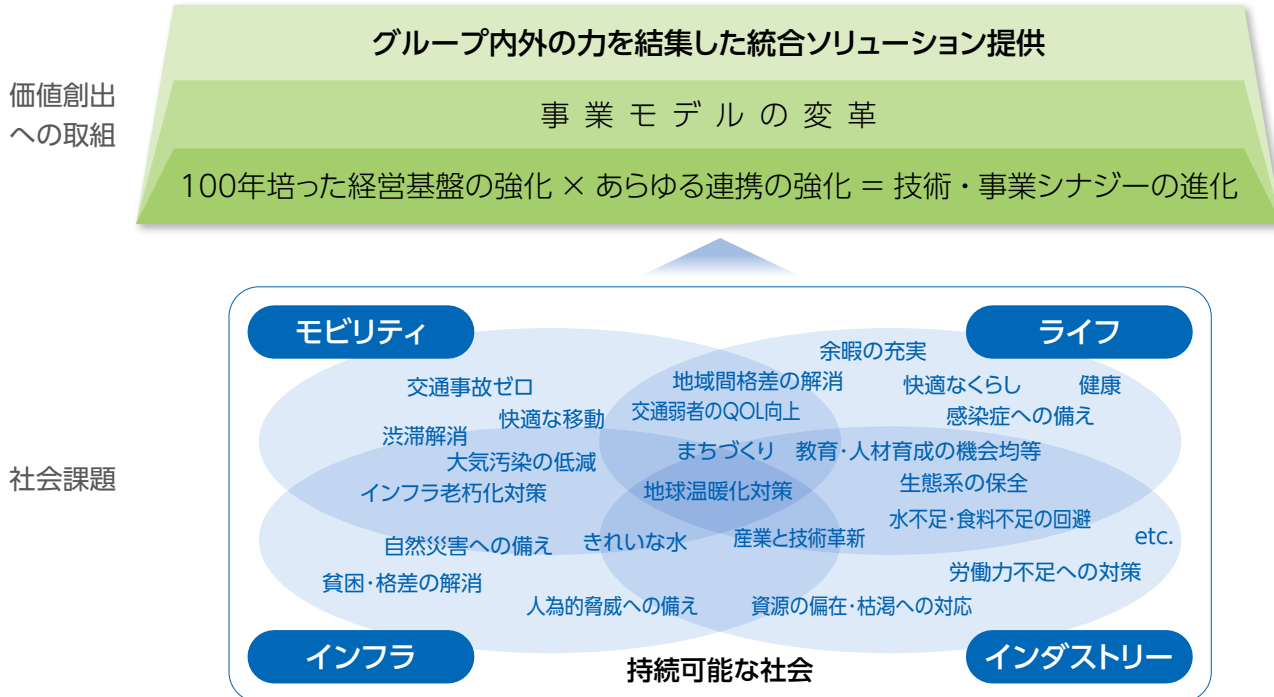 グループ内外の力を結集した統合ソリューション提供
価値創出
への取組
事業モデルの変革
100年培った経営基盤の強化 × あらゆる連携の強化 = 技術・事業シナジーの進化
モビリティ
ライフ
余暇の充実
交通事故ゼロ
地域間格差の解消
快適なくらし
健康
快適な移動
交通弱者のQOL向上
感染症への備え
渋滞解消
まちづくり
教育・人材育成の機会均等
大気汚染の低減
社会課題
インフラ老朽化対策
地球温暖化対策
生態系の保全
水不足・食料不足の回避
自然災害への備え
きれいな水
産業と技術革新
etc.
貧困・格差の解消
労働力不足への対策
人為的脅威への備え
資源の偏在・枯渇への対応
インフラ
持続可能な社会
インダストリー